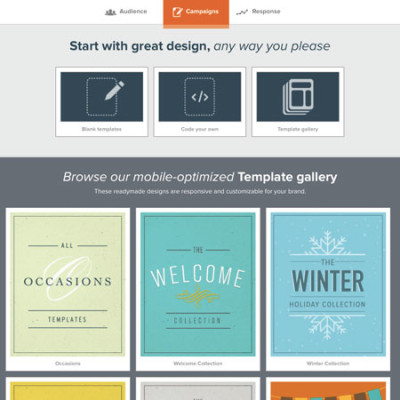 Audience
Campaigns
Response
Start with great design, any way you please
Blank templates
Code your own
Template gallery
Browse our mobile-optimized Template gallery
These readymade designs are responsive and customizable for your brand.
ALL
OCCASIONS
TEMPLATES
THE
WELCOME
COLLECTION
THE
WINTER
HOLIDAY COLLECTION
Occasions
Welcome Collection
Winter Collection